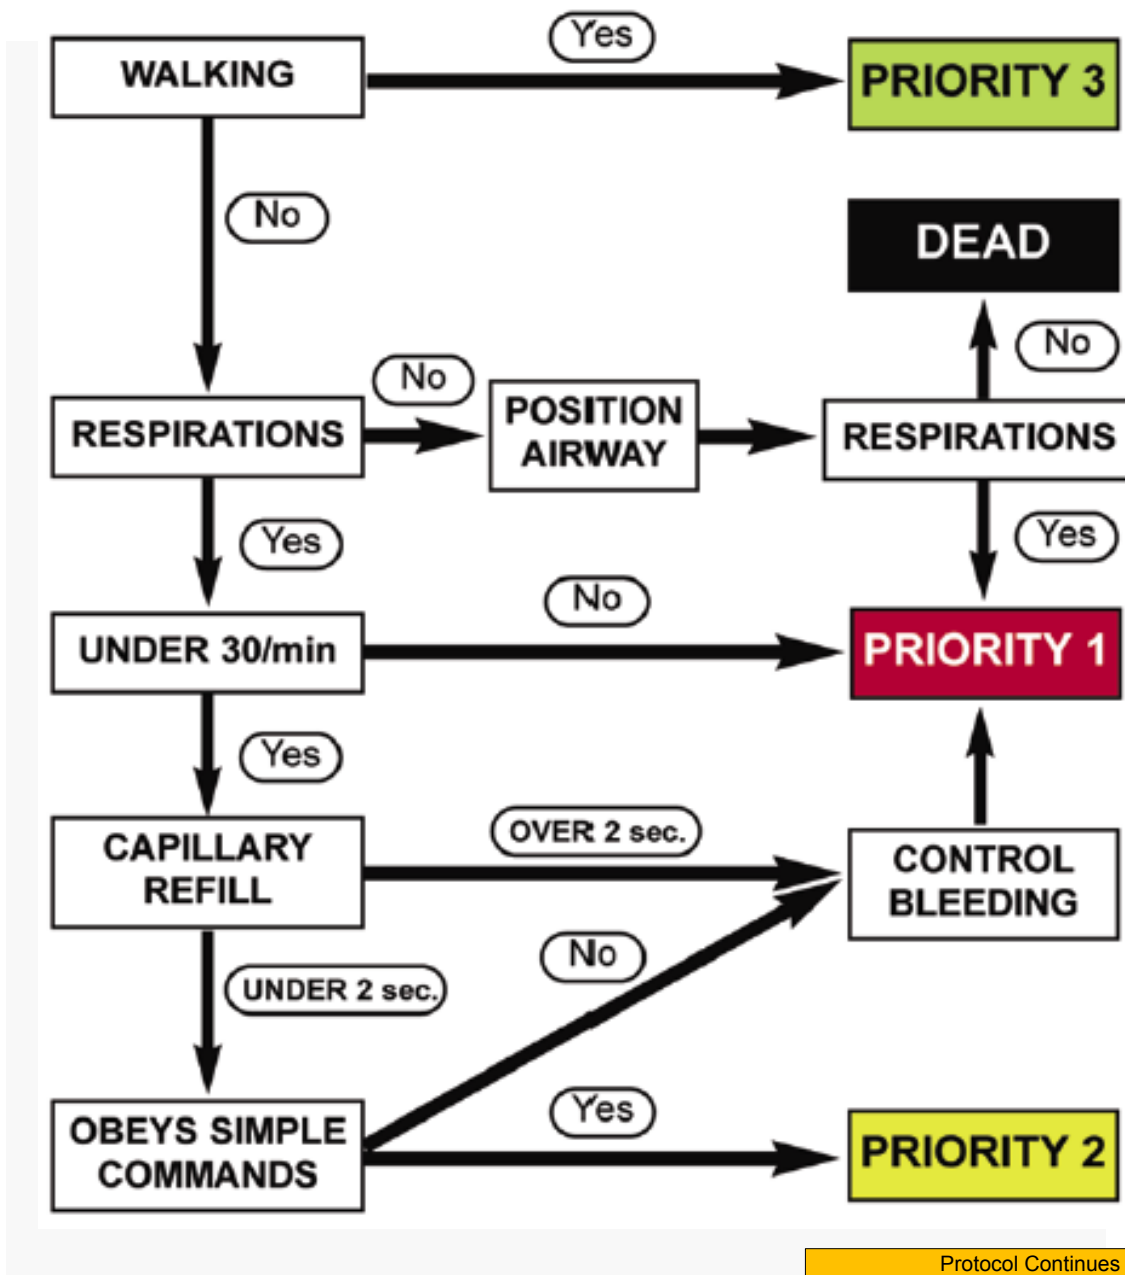 Yes
WALKING
PRIORITY 3
No
DEAD
No
No
POSITION
AIRWAY
RESPIRATIONS
RESPIRATIONS
Yes
Yes
No
UNDER 30/min
PRIORITY 1
Yes
OVER 2 sec.
CAPILLARY
REFILL
CONTROL
BLEEDING
No
UNDER 2 sec.
Yes
OBEYS SIMPLE
COMMANDS
PRIORITY 2
Protocol Continues